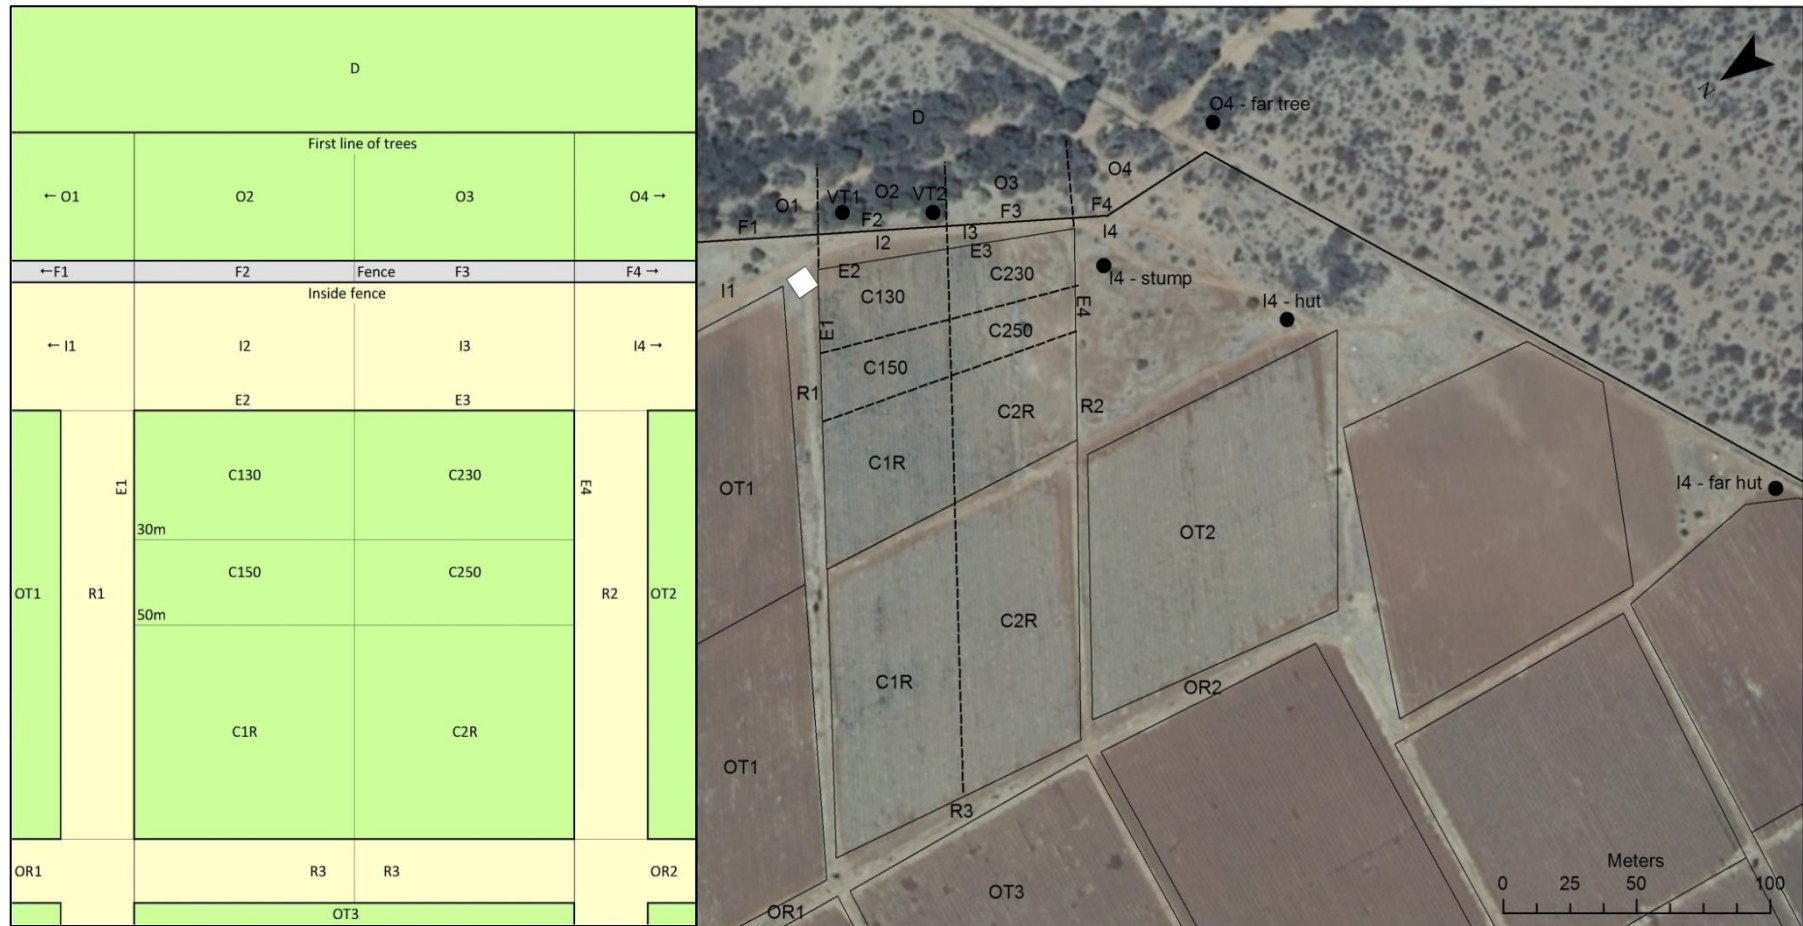 D
First line of trees
← O1
O2
O3
O4 →
←F1
F2
Fence
F3
F4 →
Inside fence
← I1
I2
I3
I4 →
E2
E3
E1
C130
C230
E4
30m
C150
C250
OT1
R1
R2
OT2
50m
C1R
C2R
OR1
R3
R3
OR2
OT3
N
D
O4 - far tree
O4
O3
O2
O1
VT1
VT2
F1
F2
F3
F4
I2
I3
I4
E2
E3
I4 - stump
I1
C130
C230
I4 - hut
E1
E4
C250
C150
R1
R2
C2R
C1R
OT1
I4 - far hut
OT2
C2R
C1R
OR2
OT1
R3
OT3
OR1
Meters
0 25 50 100